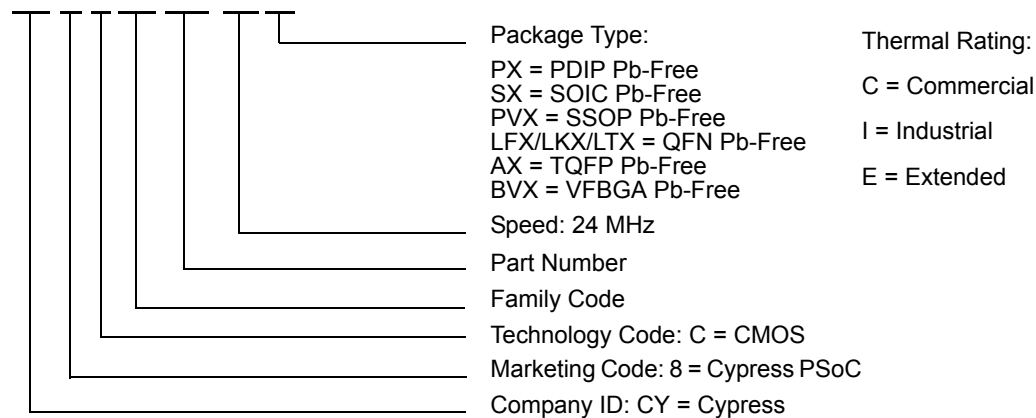 Package Type:
PX = PDIP Pb-Free
SX = SOIC Pb-Free
PVX = SSOP Pb-Free
LFX/LKX/LTX = QFN Pb-Free
AX = TQFP Pb-Free
BVX = VFBGA Pb-Free
Thermal Rating:
C = Commercial
I = Industrial
E = Extended
Speed: 24 MHz
Part Number
Family Code
Technology Code: C = CMOS
Marketing Code: 8 = Cypress PSoC
Company ID: CY = Cypress